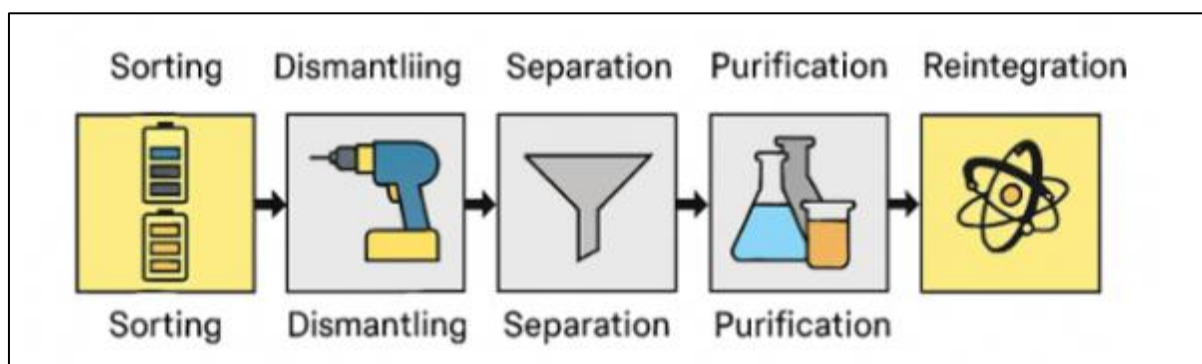 Sorting Dismantliing Separation Purification Reintegration
Sorting Dismantling Separation Purification